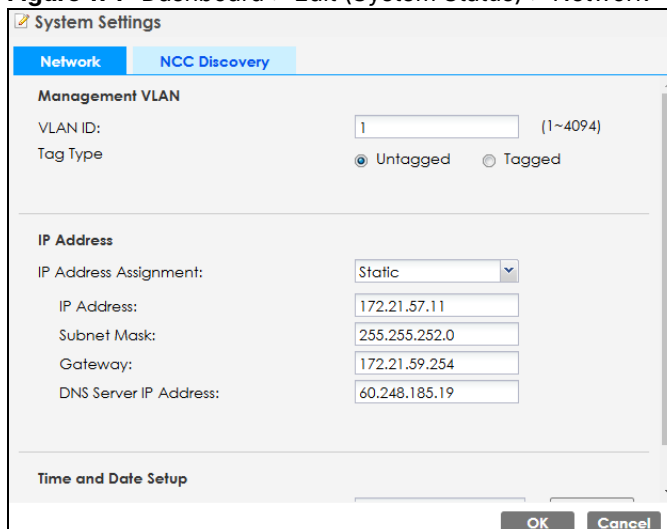 System Settings
Network NCC Discovery
Management VLAN
VLAN ID: 1 (1~4094)
Tag Type Untagged Tagged
IP Address
IP Address Assignment: Static
IP Address: 172.21.57.11
Subnet Mask: 255.255.252.0
Gateway: 172.21.59.254
DNS Server IP Address: 60.248.185.19
Time and Date Setup
OK Cancel